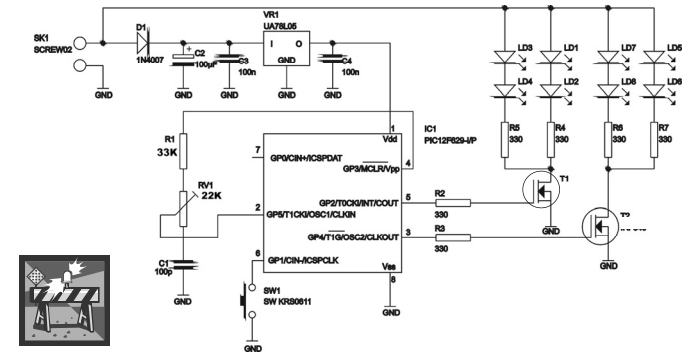 SK1
SCREW02
D1
1N4007
C2
+
100µF
C3
100n
VR1
UA78L05
I
O
GND
C4
100n
GND
GND
GND
GND
GND
LD3
LD1
LD7
LD5
LD4
LD2
LD8
LD6
R5
330
R4
330
R6
330
R7
330
R1
33K
RV1
22K
C1
100p
GND
IC1
PIC12F629-I/P
1
Vdd
7
GP0/CIN+/ICSPDAT
GP3/MCLR/Vpp
4
GP2/T0CKI/INT/COUT
5
2
GP5/T1CKI/OSC1/CLKIN
GP4/T1G/OSC2/CLKOUT
3
6
GP1/CIN-/ICSPCLK
Vss
8
GND
R2
330
R3
330
T1
GND
GND
SW1
SW KRS0611
GND